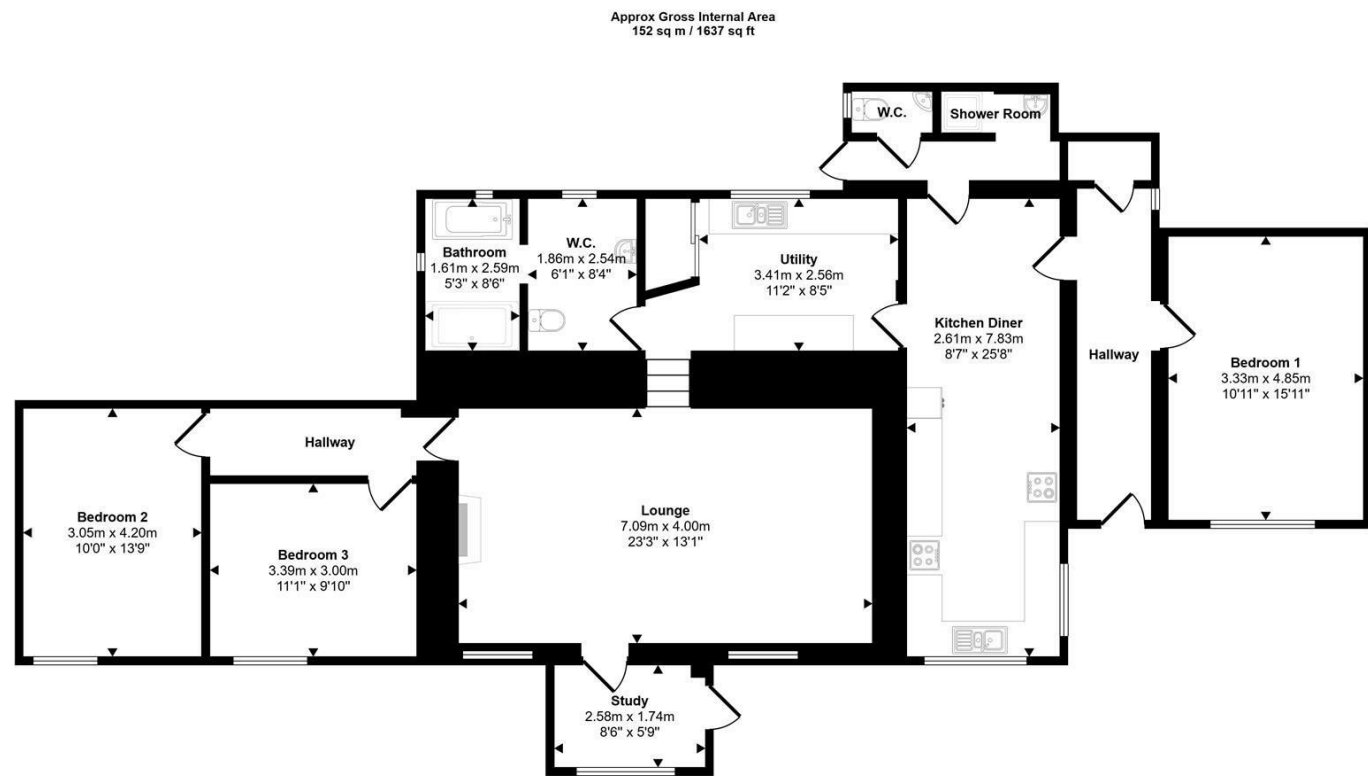 Approx Gross Internal Area
152 sq m / 1637 sq ft
W.C.
Shower Room
Bathroom
1.61m x 2.59m
5'3" x 8'6"
W.C.
1.86m x 2.54m
6'1" x 8'4"
Utility
3.41m x 2.56m
11'2" x 8'5"
Kitchen Diner
2.61m x 7.83m
8'7" x 25'8"
Hallway
Bedroom 1
3.33m x 4.85m
10'11" x 15'11"
Hallway
Bedroom 2
3.05m x 4.20m
10'0" x 13'9"
Bedroom 3
3.39m x 3.00m
11'1" x 9'10"
Lounge
7.09m x 4.00m
23'3" x 13'1"
Study
2.58m x 1.74m
8'6" x 5'9"